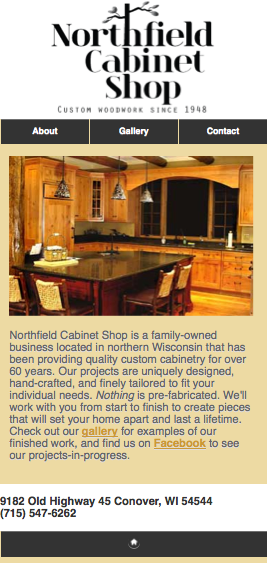 Northfield
Cabinet
Shop
Custom woodwork since 1948
About Gallery Contact
Northfield Cabinet Shop is a family-owned
business located in northern Wisconsin that has
been providing quality custom cabinetry for over
60 years. Our projects are uniquely designed,
hand-crafted, and finely tailored to fit your
individual needs. Nothing is pre-fabricated. We'll
work with you from start to finish to create pieces
that will set your home apart and last a lifetime.
Check out our gallery for examples of our
finished work, and find us on Facebook to see
our projects-in-progress.
9182 Old Highway 45 Conover, WI 54544
(715) 547-6262